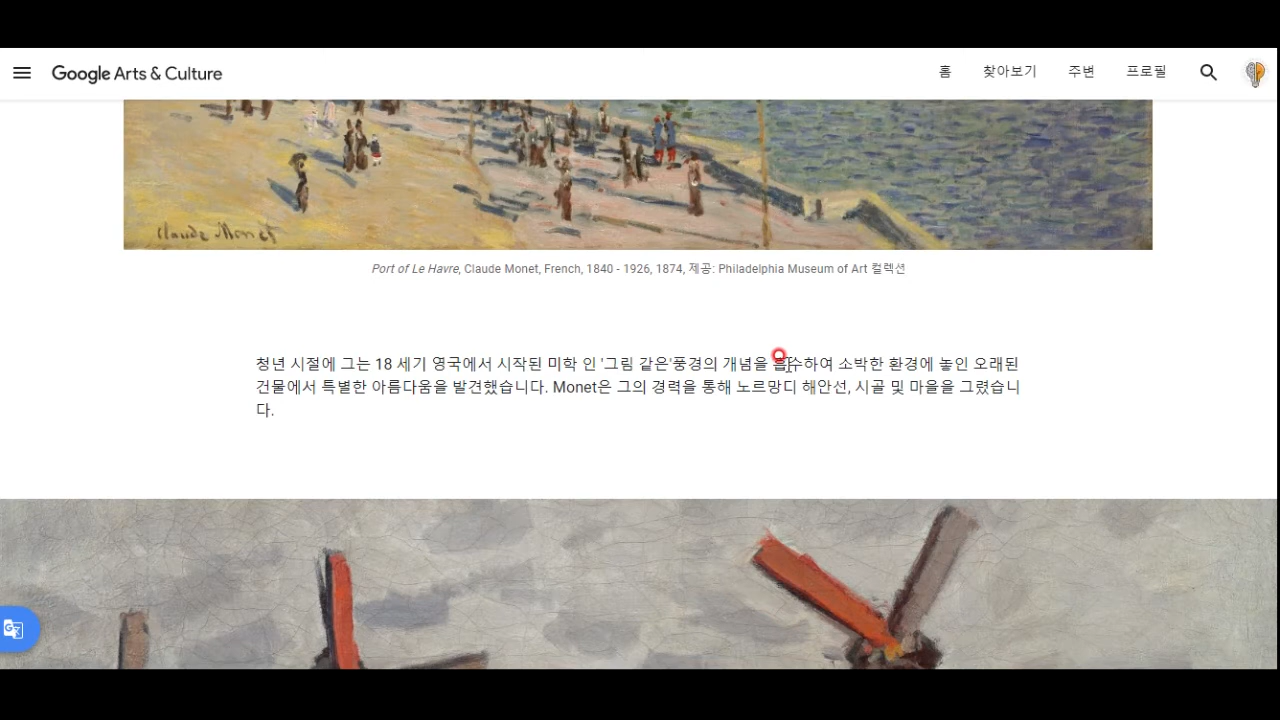 Google Arts & Culture
홈 찾아보기 주변 프로필
Claude Monet
Port of Le Havre, Claude Monet, French, 1840 - 1926, 1874, 제공: Philadelphia Museum of Art 컬렉션
청년 시절에 그는 18 세기 영국에서 시작된 미학 인 '그림 같은'풍경의 개념을 흡수하여 소박한 환경에 놓인 오래된
건물에서 특별한 아름다움을 발견했습니다. Monet은 그의 경력을 통해 노르망디 해안선, 시골 및 마을을 그렸습니
다.